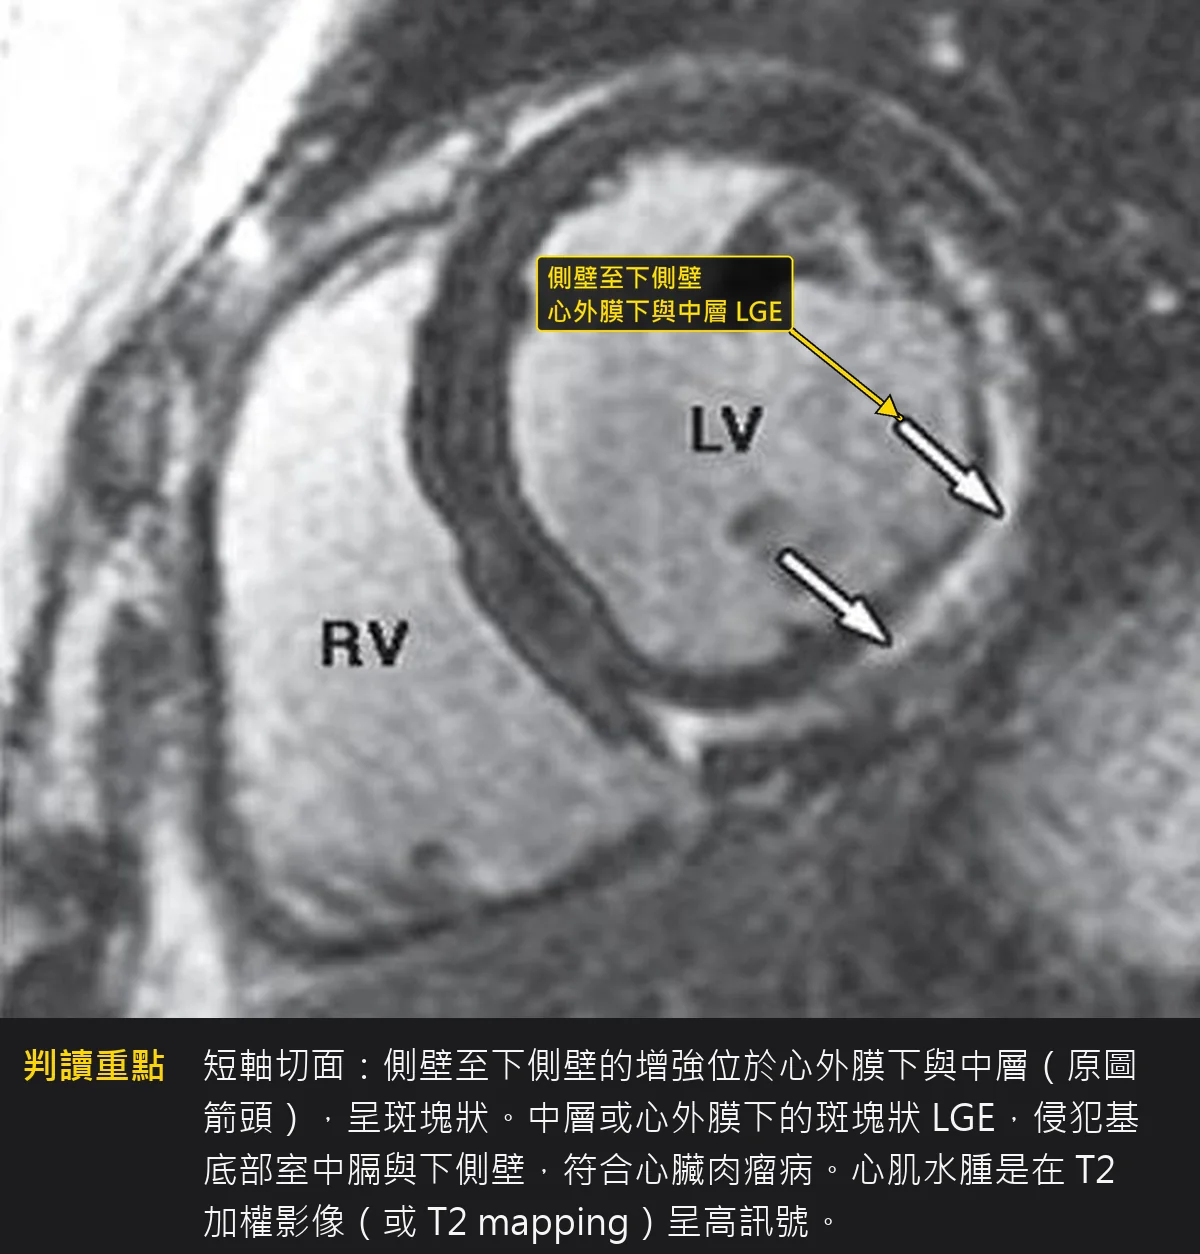 側壁至下側壁
心外膜下與中層 LGE
LV
RV
判讀重點
短軸切面：側壁至下側壁的增強位於心外膜下與中層（原圖
箭頭），呈斑塊狀。中層或心外膜下的斑塊狀 LGE，侵犯基
底部室中膈與下側壁，符合心臟肉瘤病。心肌水腫是在 T2
加權影像（或 T2 mapping）呈高訊號。